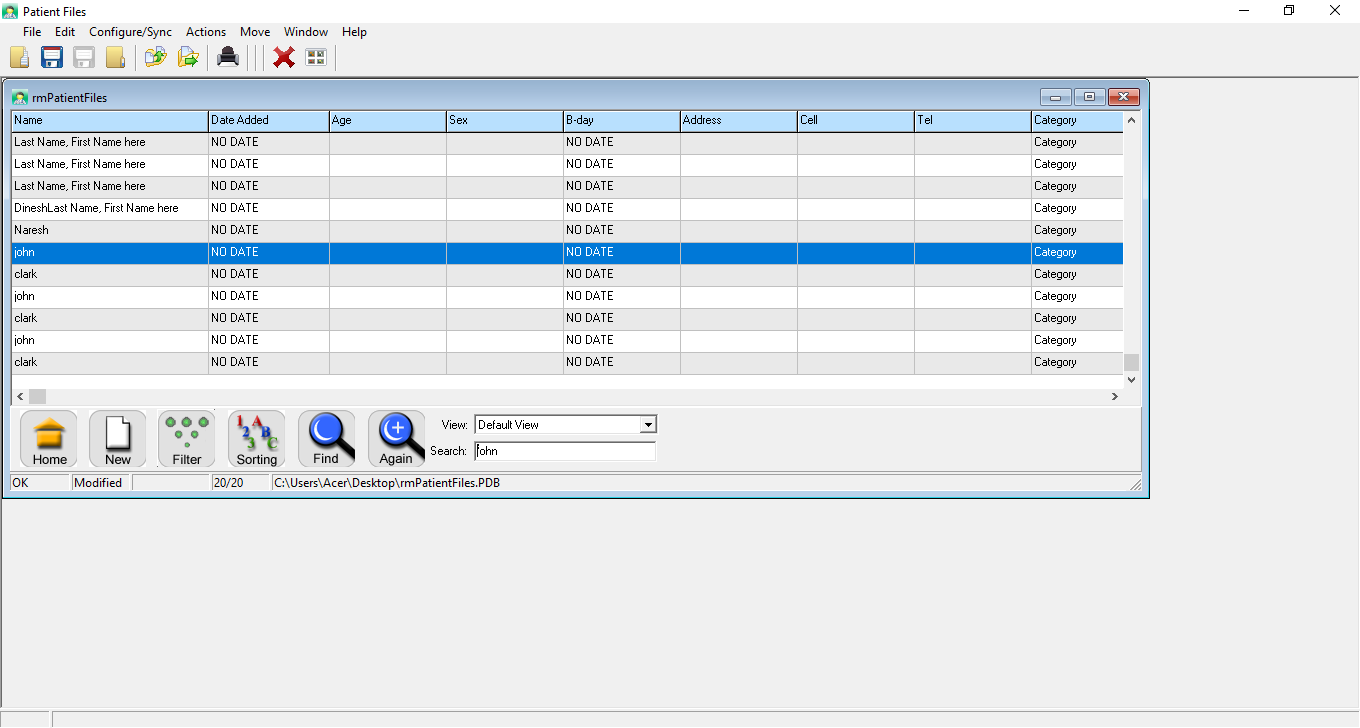 Patient Files
File Edit Configure/Sync Actions Move Window Help
rmPatientFiles
Name Date Added Age Sex B-day Address Cell Tel Category
Last Name, First Name here NO DATE NO DATE Category
Last Name, First Name here NO DATE NO DATE Category
Last Name, First Name here NO DATE NO DATE Category
DineshLast Name, First Name here NO DATE NO DATE Category
Naresh NO DATE NO DATE Category
john NO DATE NO DATE Category
clark NO DATE NO DATE Category
john NO DATE NO DATE Category
clark NO DATE NO DATE Category
john NO DATE NO DATE Category
clark NO DATE NO DATE Category
Home New Filter 1 2 3 A B C Sorting Find Again
View: Default View
Search: john
OK Modified 20/20 C:\Users\Acer\Desktop\rmPatientFiles.PDB